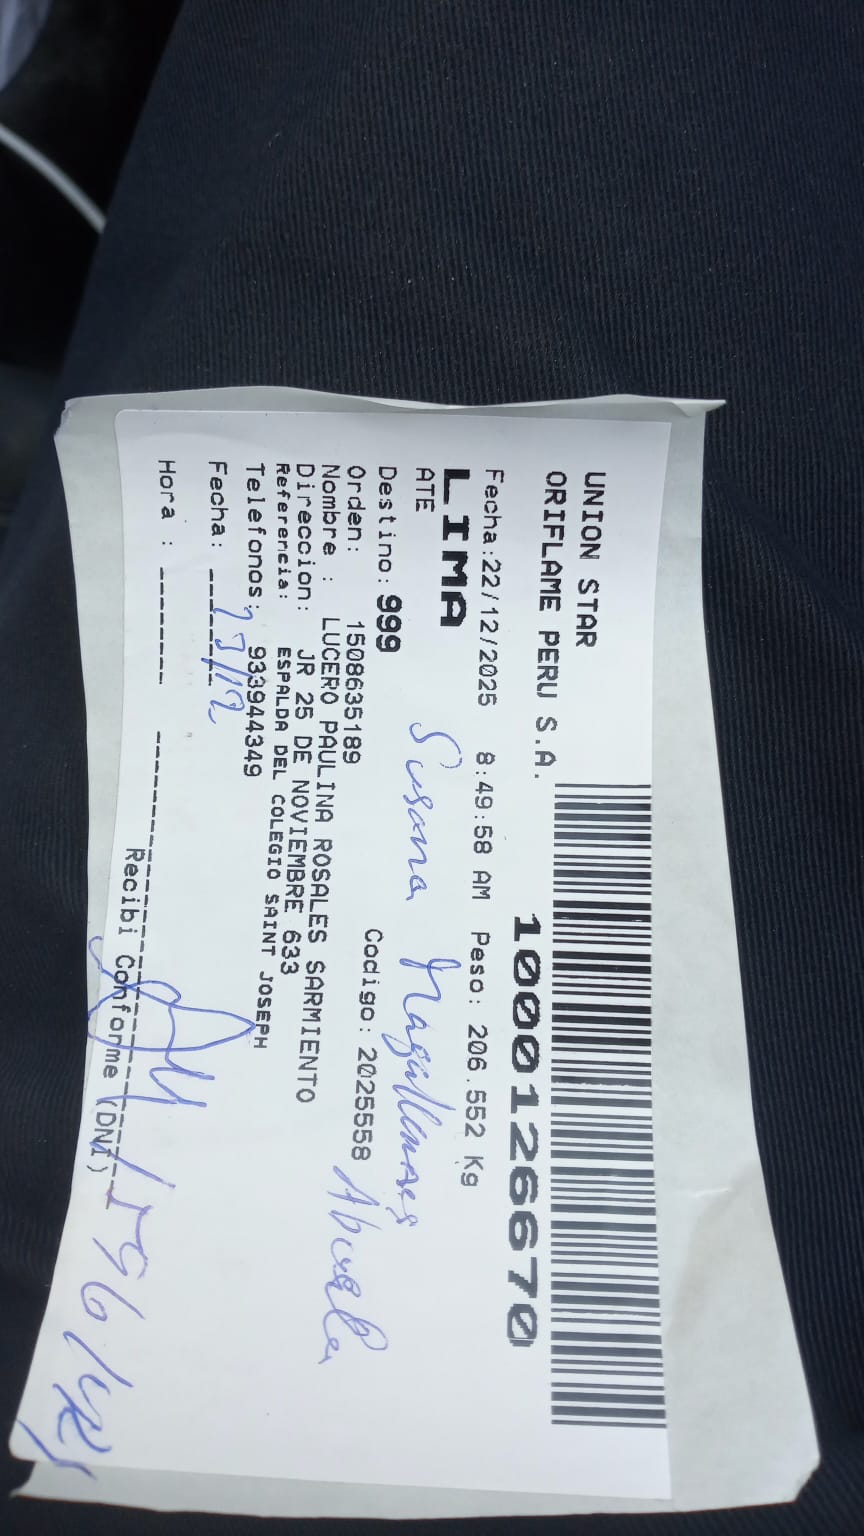 UNION STAR
ORIFLAME PERU S.A.
100012667​0
Fecha:22/12/2025 8:49:58 AM Peso: 206.552 Kg
LIMA
ATE
Susana Magallanes
Abuela
Destino: 999
Orden: 1508635189 Codigo: 2025558
Nombre : LUCERO PAULINA ROSALES SARMIENTO
Direccion: JR 25 DE NOVIEMBRE 633
Referencia: ESPALDA DEL COLEGIO SAINT JOSEPH
Telefonos: 933944349
Fecha: 23/12
Hora :
Recibi Conforme (DNI)